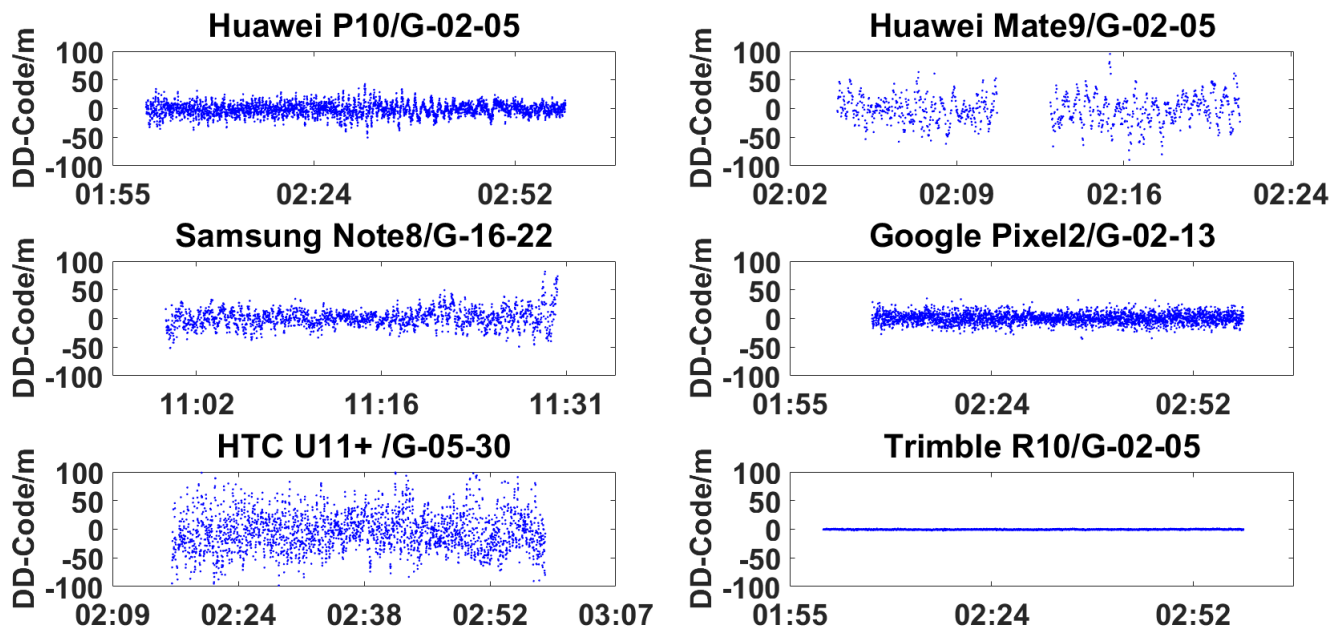 Huawei P10/G-02-05
DD-Code/m
100
50
0
-50
-100
01:55 02:24 02:52
Huawei Mate9/G-02-05
DD-Code/m
100
50
0
-50
-100
02:02 02:09 02:16 02:24
Samsung Note8/G-16-22
DD-Code/m
100
50
0
-50
-100
11:02 11:16 11:31
Google Pixel2/G-02-13
DD-Code/m
100
50
0
-50
-100
01:55 02:24 02:52
HTC U11+ /G-05-30
DD-Code/m
100
50
0
-50
-100
02:09 02:24 02:38 02:52 03:07
Trimble R10/G-02-05
DD-Code/m
100
50
0
-50
-100
01:55 02:24 02:52